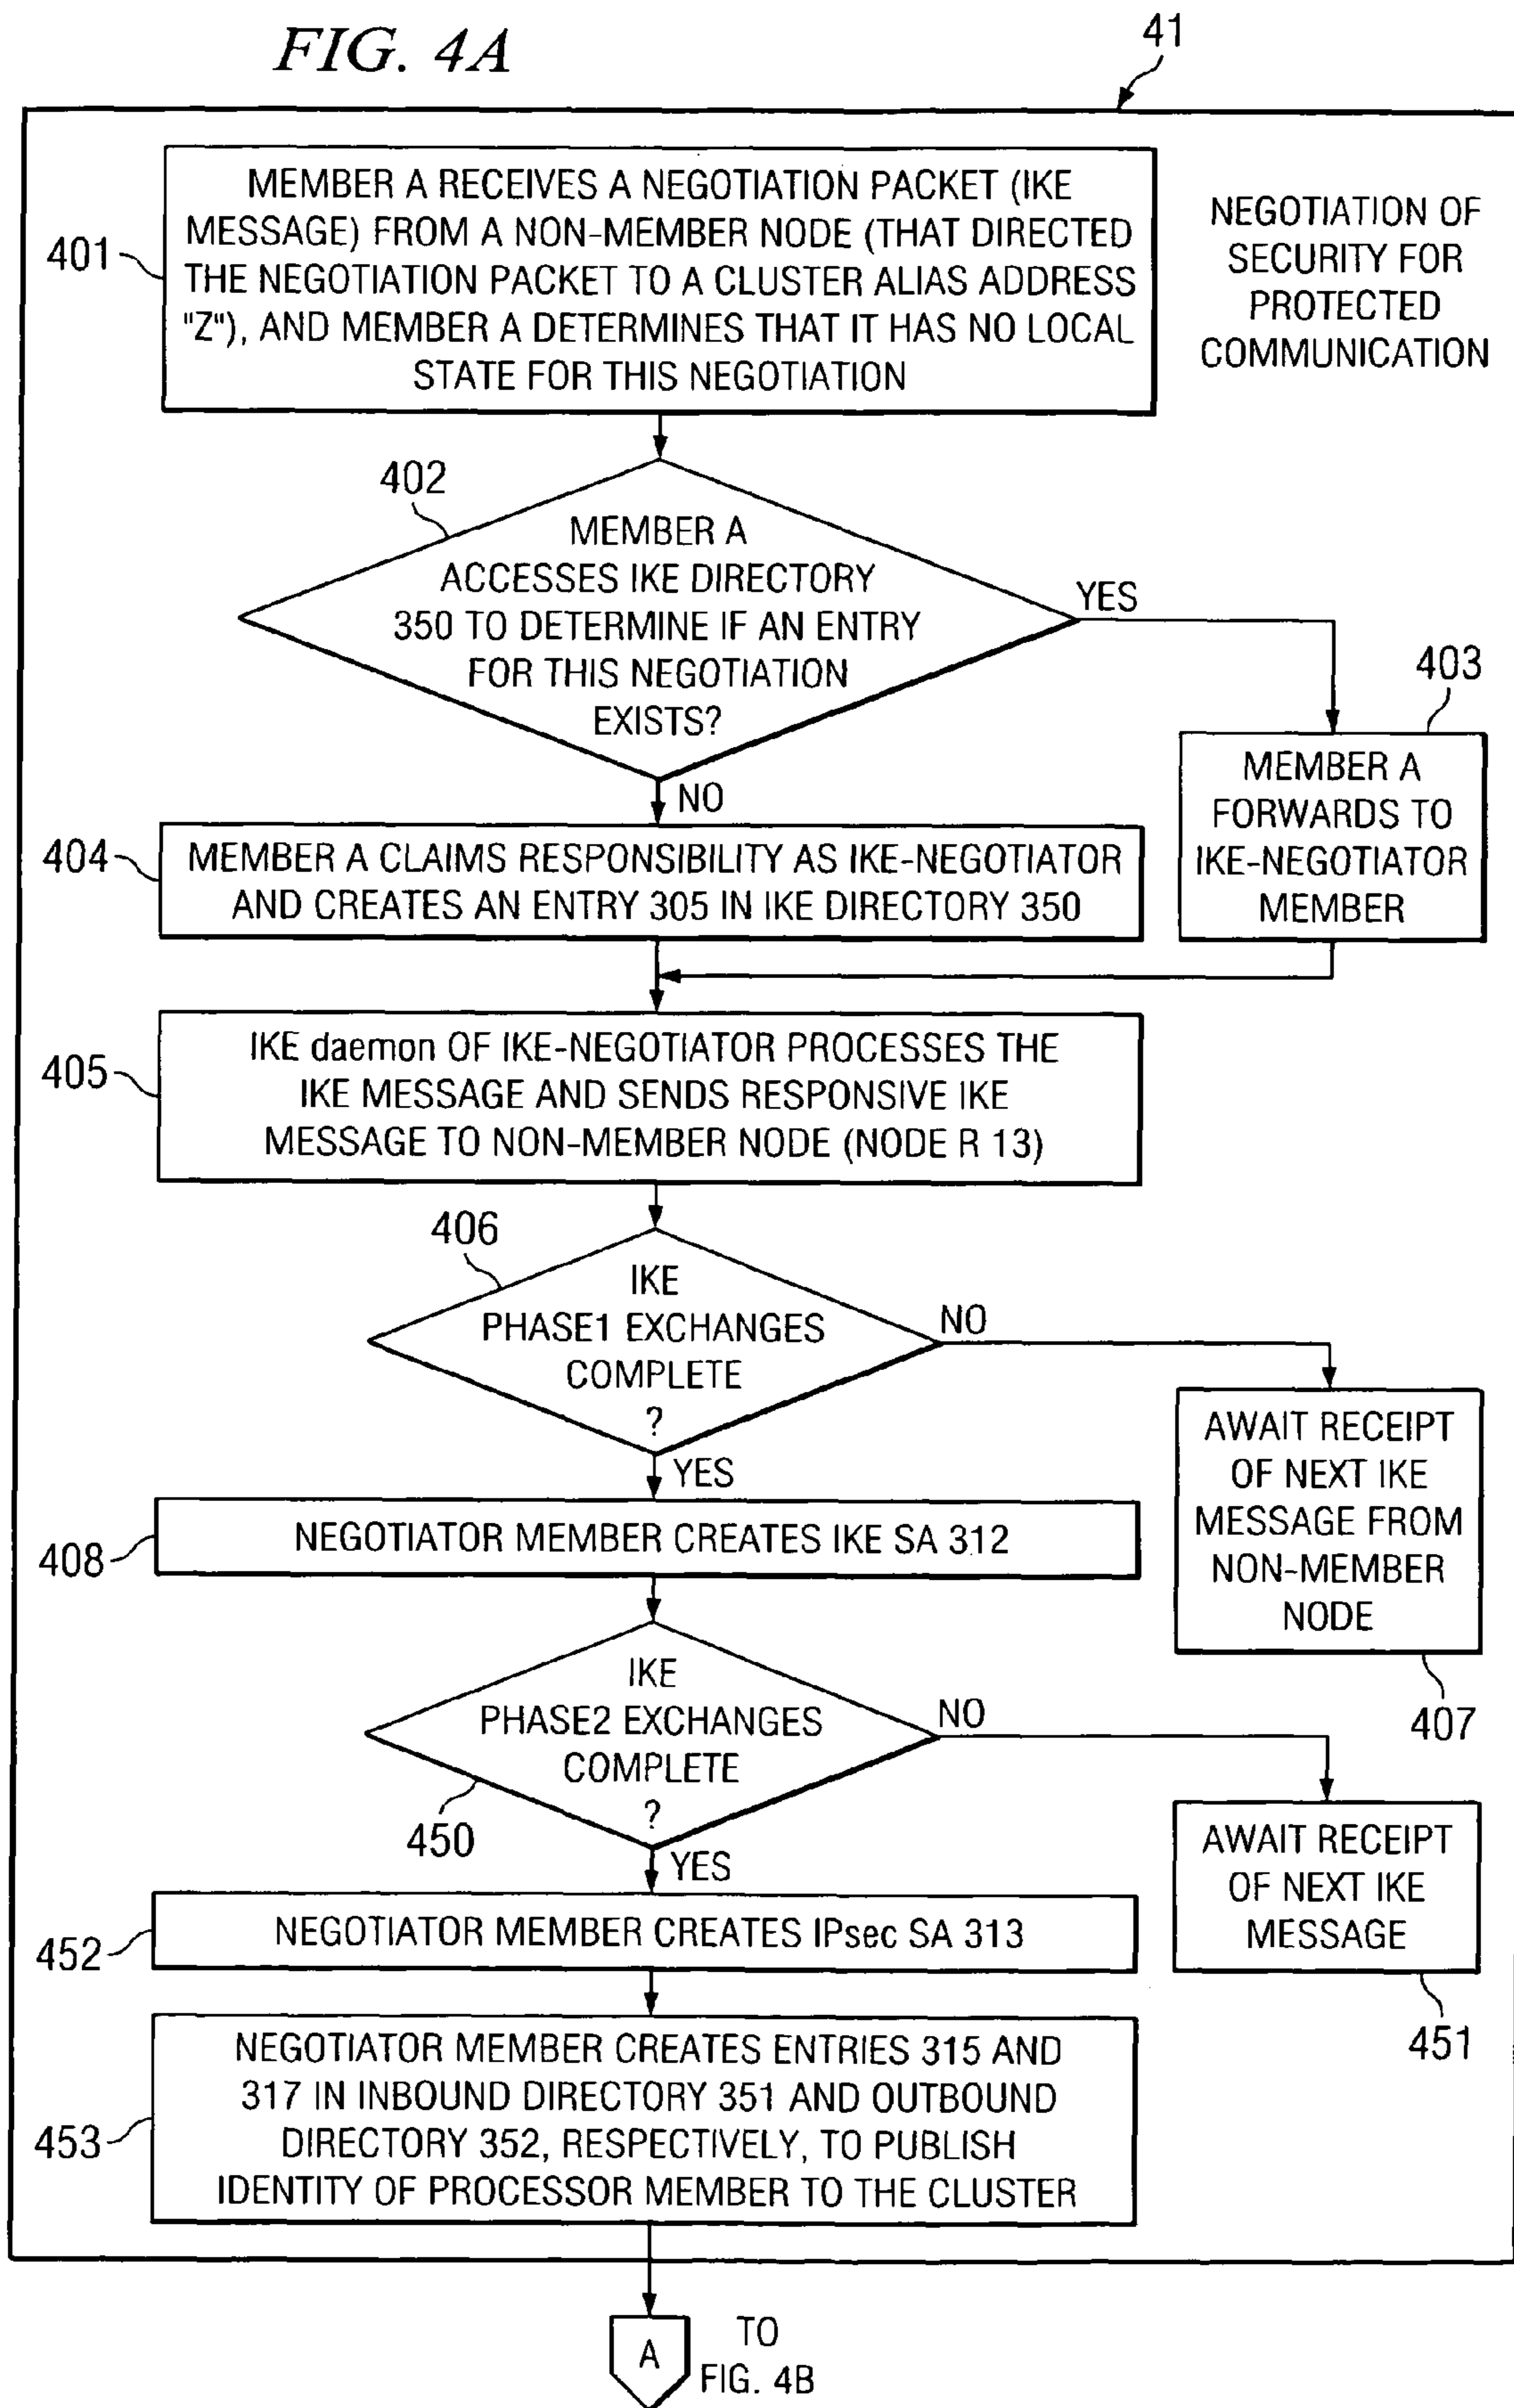 FIG. 4A
41
MEMBER A RECEIVES A NEGOTIATION PACKET (IKE
MESSAGE) FROM A NON-MEMBER NODE (THAT DIRECTED
THE NEGOTIATION PACKET TO A CLUSTER ALIAS ADDRESS
"Z"), AND MEMBER A DETERMINES THAT IT HAS NO LOCAL
STATE FOR THIS NEGOTIATION
401
NEGOTIATION OF
SECURITY FOR
PROTECTED
COMMUNICATION
402
MEMBER A
ACCESSES IKE DIRECTORY
350 TO DETERMINE IF AN ENTRY
FOR THIS NEGOTIATION
EXISTS?
YES
403
MEMBER A
FORWARDS TO
IKE-NEGOTIATOR
MEMBER
NO
404
MEMBER A CLAIMS RESPONSIBILITY AS IKE-NEGOTIATOR
AND CREATES AN ENTRY 305 IN IKE DIRECTORY 350
405
IKE daemon OF IKE-NEGOTIATOR PROCESSES THE
IKE MESSAGE AND SENDS RESPONSIVE IKE
MESSAGE TO NON-MEMBER NODE (NODE R 13)
406
IKE
PHASE1 EXCHANGES
COMPLETE
?
NO
AWAIT RECEIPT
OF NEXT IKE
MESSAGE FROM
NON-MEMBER
NODE
407
YES
408
NEGOTIATOR MEMBER CREATES IKE SA 312
IKE
PHASE2 EXCHANGES
COMPLETE
?
450
NO
AWAIT RECEIPT
OF NEXT IKE
MESSAGE
451
YES
452
NEGOTIATOR MEMBER CREATES IPsec SA 313
453
NEGOTIATOR MEMBER CREATES ENTRIES 315 AND
317 IN INBOUND DIRECTORY 351 AND OUTBOUND
DIRECTORY 352, RESPECTIVELY, TO PUBLISH
IDENTITY OF PROCESSOR MEMBER TO THE CLUSTER
A
TO
FIG. 4B